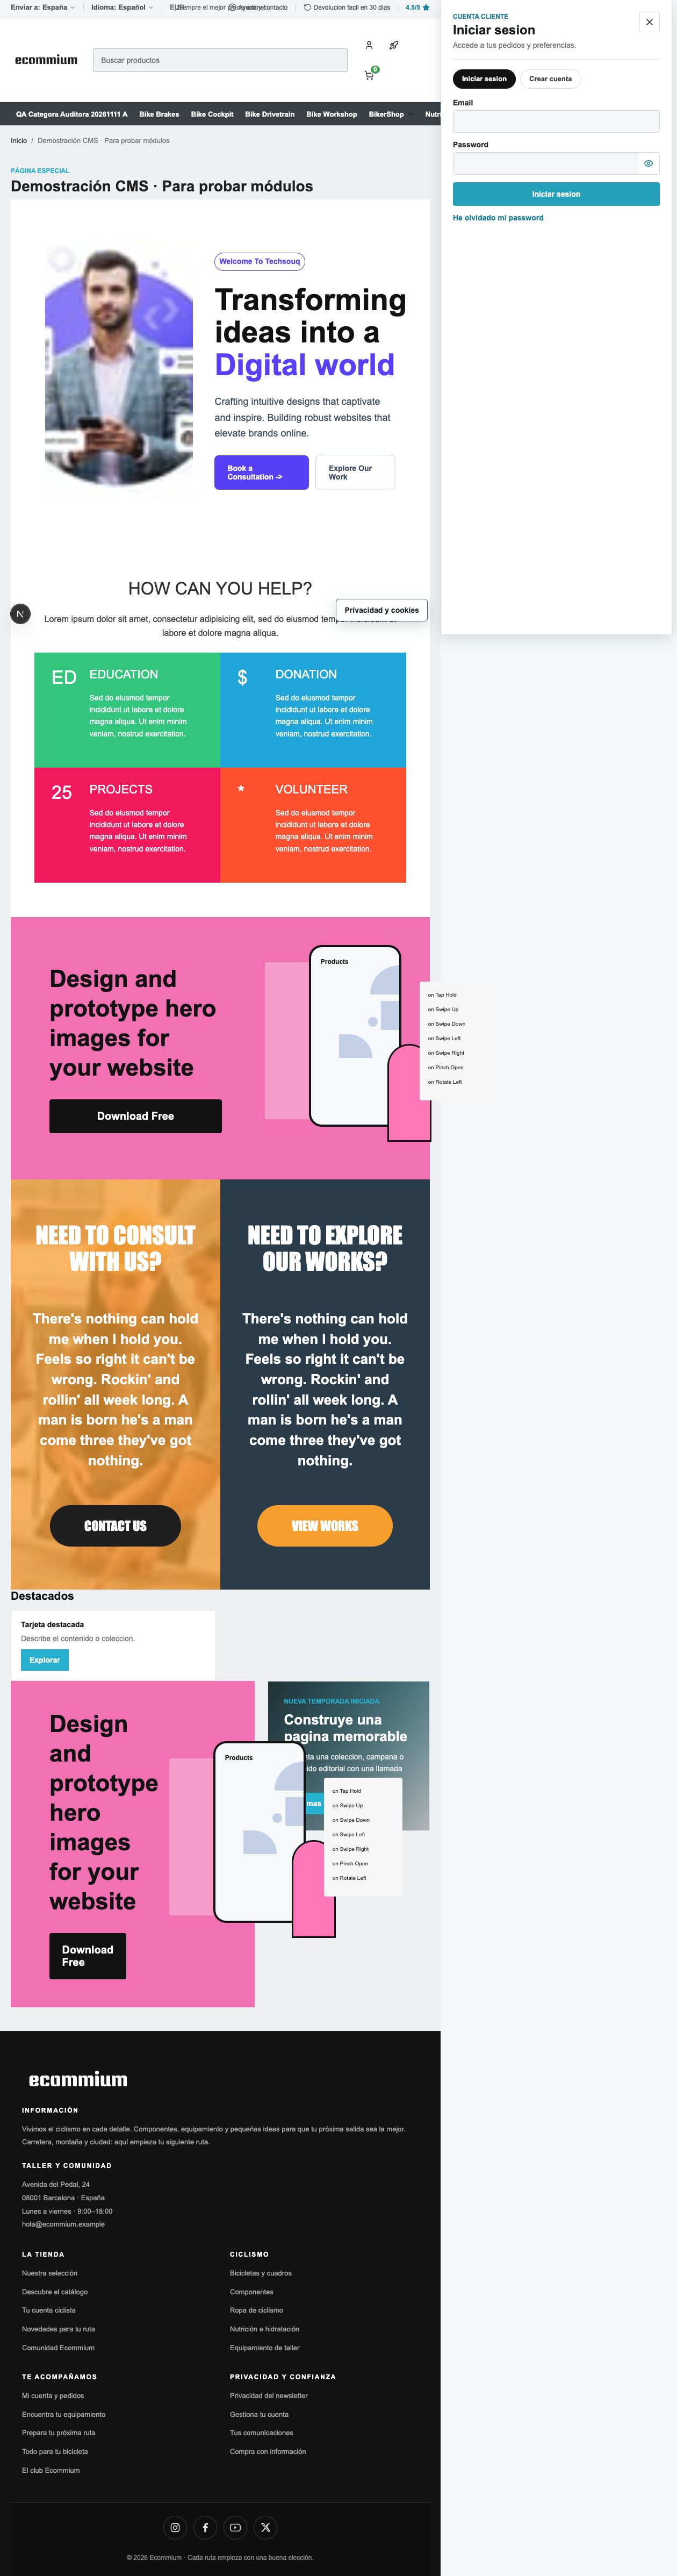 Enviar a: España
Idioma: Español
EUR
Ayuda y contacto
Devolucion facil en 30 dias
4.5/5
ecommium
Buscar productos
0
QA Categora Auditora 20261111 A
Bike Brakes
Bike Cockpit
Bike Drivetrain
Bike Workshop
BikerShop
Inicio / Demostración CMS · Para probar módulos
PÁGINA ESPECIAL
Demostración CMS · Para probar módulos
Welcome To Techsouq
Transforming
ideas into a
Digital world
Crafting intuitive designs that captivate
and inspire. Building robust websites that
elevate brands online.
Book a
Consultation ->
Explore Our
Work
HOW CAN YOU HELP?
Lorem ipsum dolor sit amet, consectetur adipisicing elit, sed do eiusmod
labore et dolore magna aliqua.
N
Privacidad y cookies
ED
EDUCATION
Sed do eiusmod tempor
incididunt ut labore et dolore
magna aliqua. Ut enim minim
veniam, nostrud exercitation.
$
DONATION
Sed do eiusmod tempor
incididunt ut labore et dolore
magna aliqua. Ut enim minim
veniam, nostrud exercitation.
25
PROJECTS
Sed do eiusmod tempor
incididunt ut labore et dolore
magna aliqua. Ut enim minim
veniam, nostrud exercitation.
*
VOLUNTEER
Sed do eiusmod tempor
incididunt ut labore et dolore
magna aliqua. Ut enim minim
veniam, nostrud exercitation.
Design and
prototype hero
images for
your website
Download Free
Products
on Tap Hold
on Swipe Up
on Swipe Down
on Swipe Left
on Swipe Right
on Pinch Open
on Rotate Left
NEED TO CONSULT
WITH US?
There's nothing can hold
me when I hold you.
Feels so right it can't be
wrong. Rockin' and
rollin' all week long. A
man is born he's a man
come three they've got
nothing.
CONTACT US
NEED TO EXPLORE
OUR WORKS?
There's nothing can hold
me when I hold you.
Feels so right it can't be
wrong. Rockin' and
rollin' all week long. A
man is born he's a man
come three they've got
nothing.
VIEW WORKS
Destacados
Tarjeta destacada
Describe el contenido o coleccion.
Explorar
Design
and
prototype
hero
images
for your
website
Download
Free
Products
on Tap Hold
on Swipe Up
on Swipe Down
on Swipe Left
on Swipe Right
on Pinch Open
on Rotate Left
NUEVA TEMPORADA INICIADA
Construye una
pagina memorable
una coleccion, campana o
editorial con una llamada
ecommium
INFORMACIÓN
Vivimos el ciclismo en cada detalle. Componentes, equipamiento y pequeñas ideas para que tu próxima salida sea la mejor.
Carretera, montaña y ciudad: aquí empieza tu siguiente ruta.
TALLER Y COMUNIDAD
Avenida del Pedal, 24
08001 Barcelona · España
Lunes a viernes · 9:00–18:00
hola@ecommium.example
LA TIENDA
Nuestra selección
Descubre el catálogo
Tu cuenta ciclista
Novedades para tu ruta
Comunidad Ecommium
CICLISMO
Bicicletas y cuadros
Componentes
Ropa de ciclismo
Nutrición e hidratación
Equipamiento de taller
TE ACOMPAÑAMOS
Mi cuenta y pedidos
Encuentra tu equipamiento
Prepara tu próxima ruta
Todo para tu bicicleta
El club Ecommium
PRIVACIDAD Y CONFIANZA
Privacidad del newsletter
Gestiona tu cuenta
Tus comunicaciones
Compra con información
© 2026 Ecommium · Cada ruta empieza con una buena elección.
CUENTA CLIENTE
Iniciar sesion
Accede a tus pedidos y preferencias.
Iniciar sesion
Crear cuenta
Email
Password
Iniciar sesion
He olvidado mi password